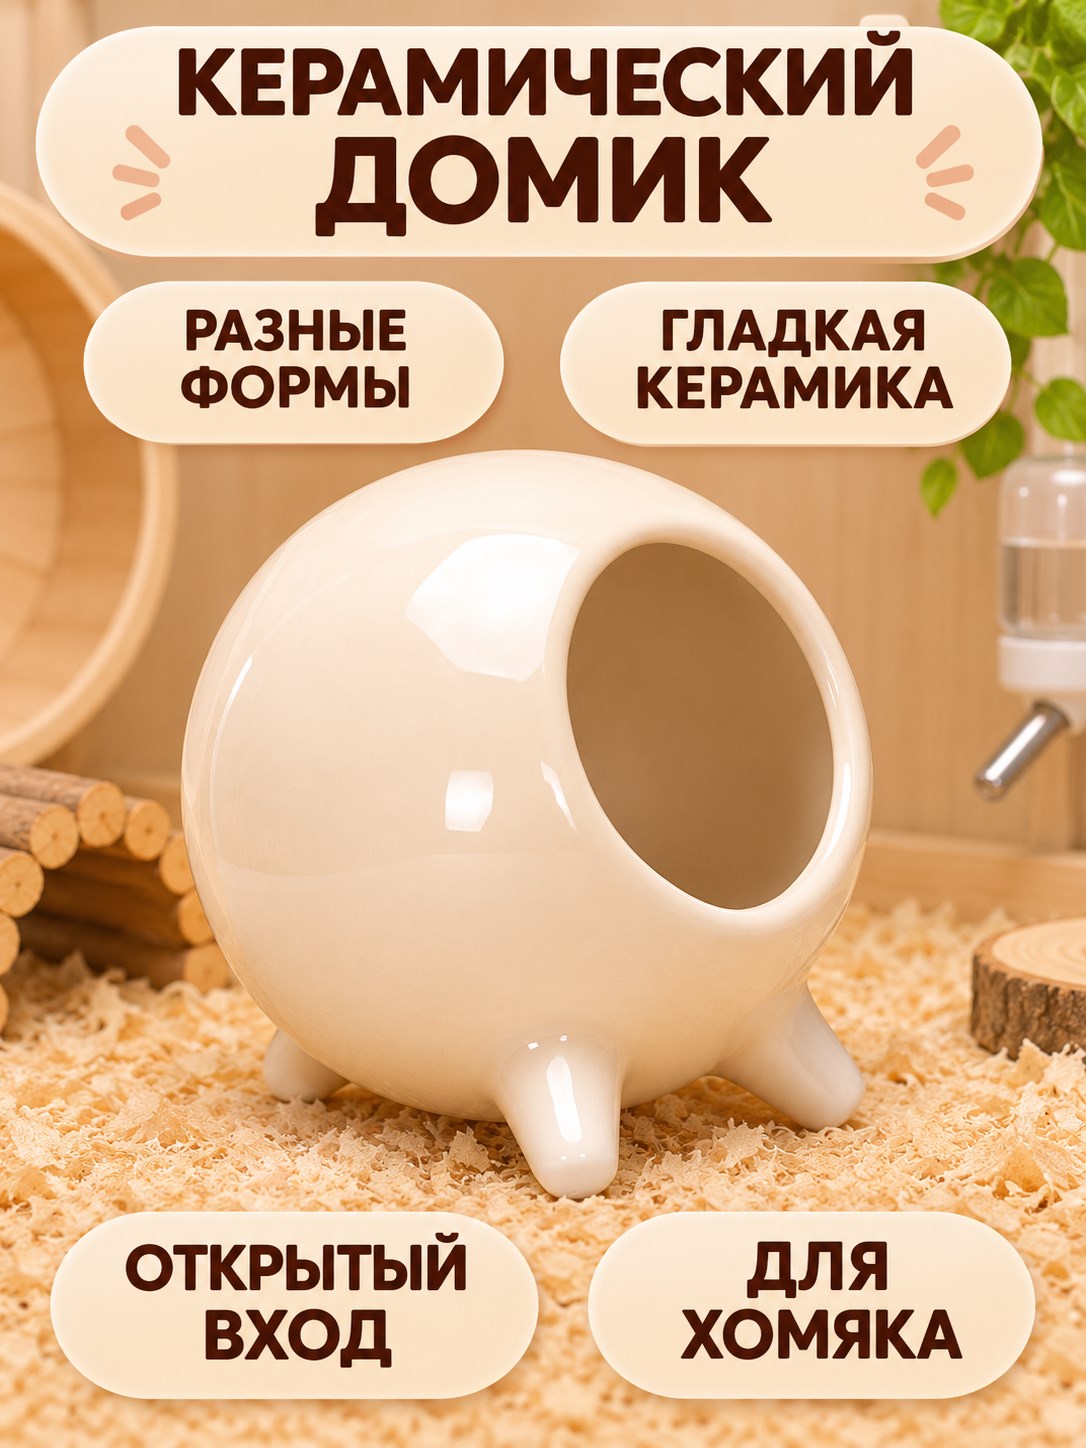 КЕРАМИЧЕСКИЙ
ДОМИК
РАЗНЫЕ
ФОРМЫ
ГЛАДКАЯ
КЕРАМИКА
ОТКРЫТЫЙ
ВХОД
ДЛЯ
ХОМЯКА